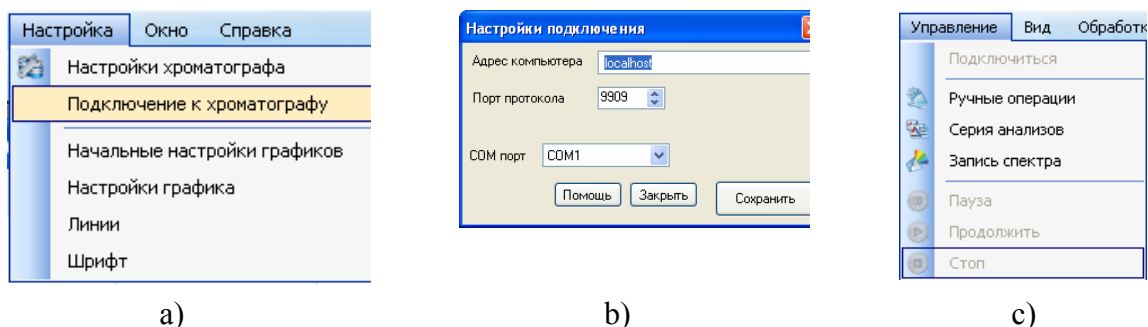 Настройка Окно Справка
Настройки хроматографа
Подключение к хроматографу
Начальные настройки графиков
Настройки графика
Линии
Шрифт
a)
Настройки подключения
Адрес компьютера localhost
Порт протокола 9909
COM порт COM1
Помощь Закрыть Сохранить
b)
Управление Вид Обработк
Подключиться
Ручные операции
Серия анализов
Запись спектра
Пауза
Продолжить
Стоп
c)